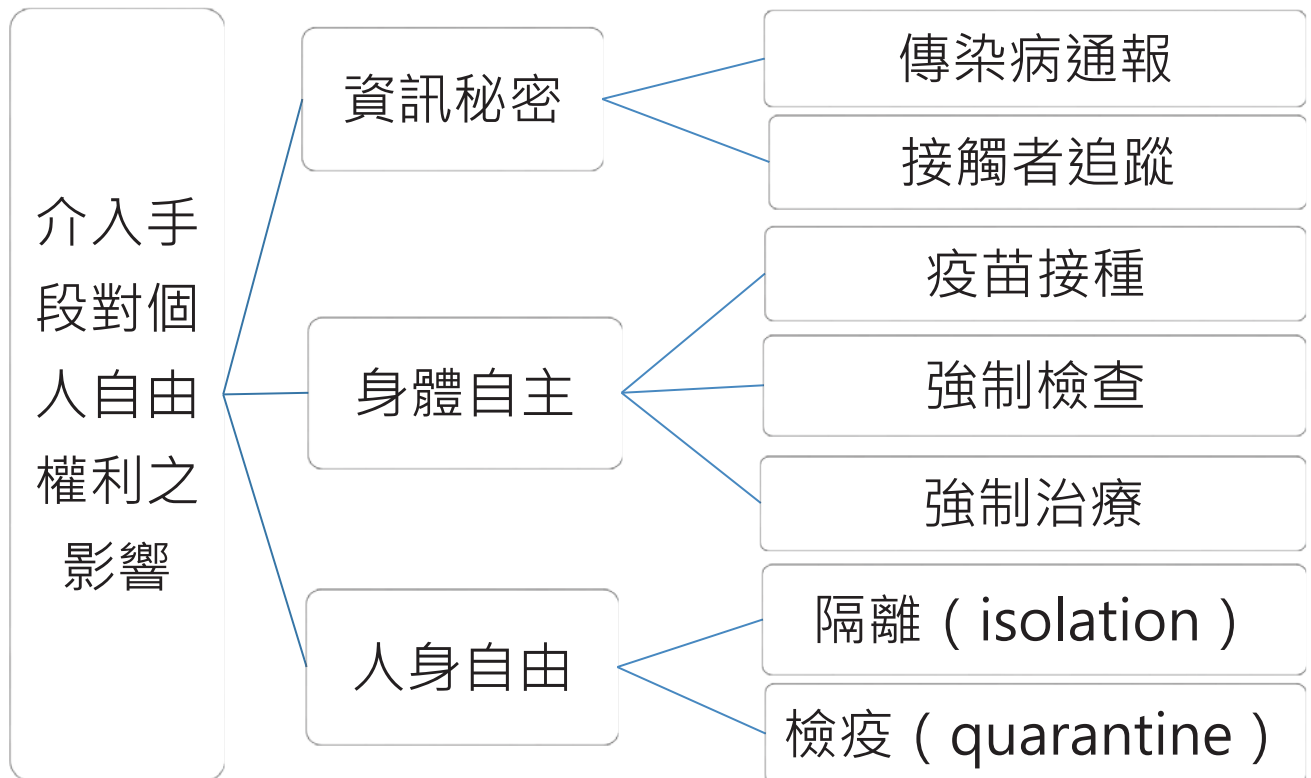 介入手
段對個
人自由
權利之
影響
資訊秘密
傳染病通報
接觸者追蹤
身體自主
疫苗接種
強制檢查
強制治療
人身自由
隔離（isolation）
檢疫（quarantine）